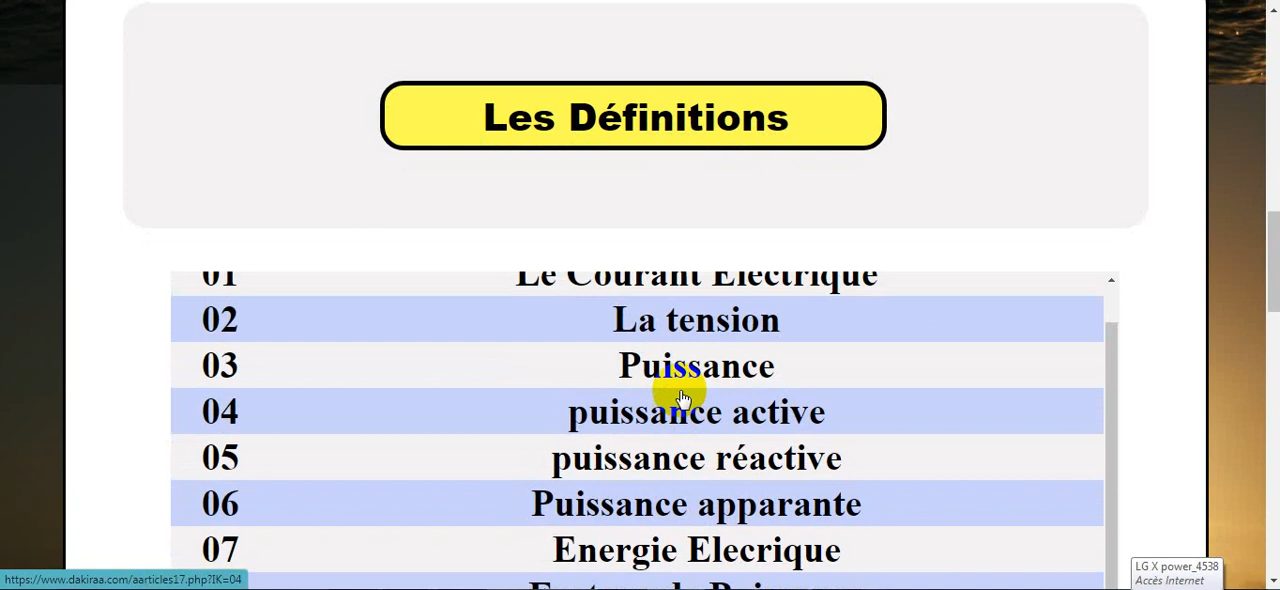 Les Définitions
01 Le Courant Electrique
02 La tension
03 Puissance
04 puissance active
05 puissance réactive
06 Puissance apparante
07 Energie Elecrique
https://www.dakiraa.com/aarticles17.php?IK=04
LG X power_4538
Accès Internet